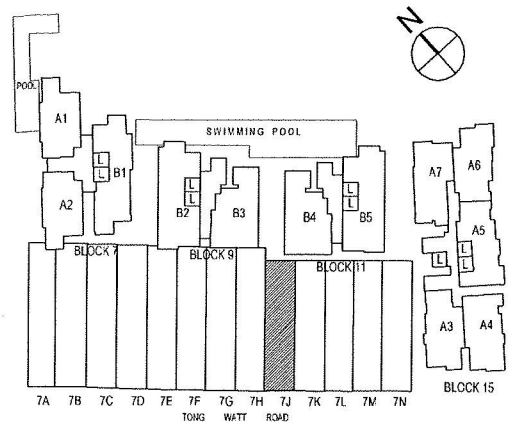 N
POOL
A1
SWIMMING POOL
L
L
B1
A7
A6
A2
L
L
B2
B3
B4
L
L
B5
A5
L
L
L
BLOCK 7
BLOCK 9
BLOCK 11
A3
A4
BLOCK 15
7A 7B 7C 7D 7E 7F 7G 7H 7J 7K 7L 7M 7N
TONG WATT ROAD